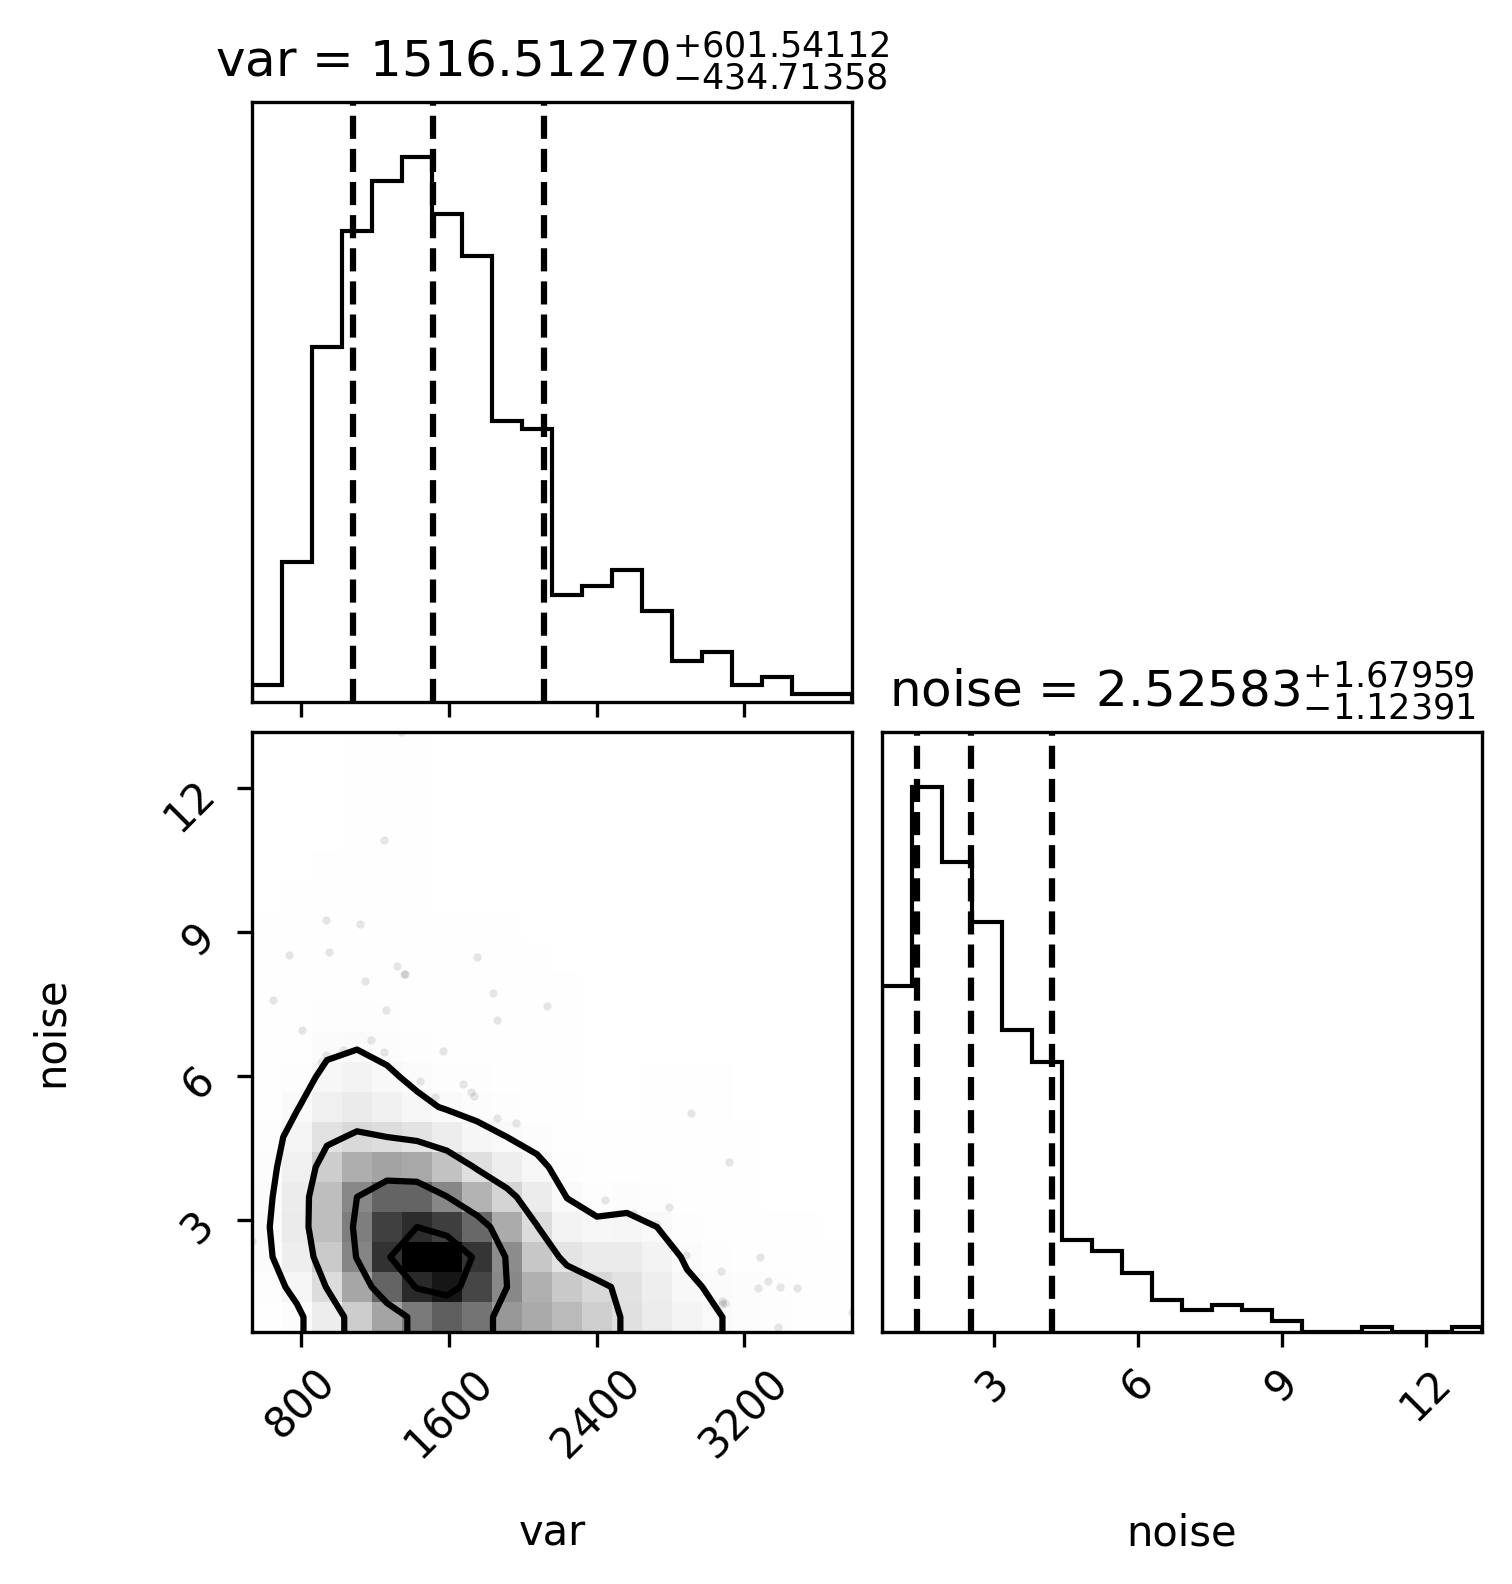 var = 1516.51270+601.54112−434.71358
noise = 2.52583+1.67959−1.12391
12
9
6
3
noise
800 1600 2400 3200
3 6 9 12
var
noise